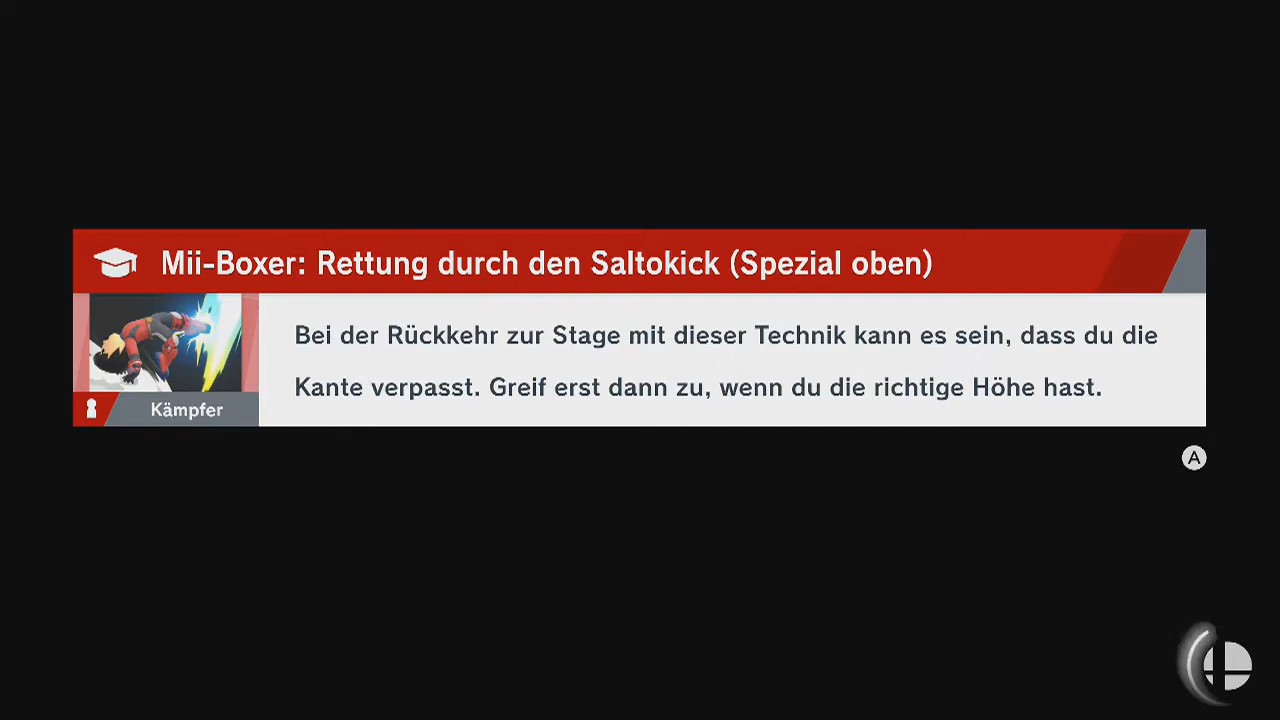 Mii-Boxer: Rettung durch den Saltokick (Spezial oben)
Bei der Rückkehr zur Stage mit dieser Technik kann es sein, dass du die
Kante verpasst. Greif erst dann zu, wenn du die richtige Höhe hast.
Kämpfer
A